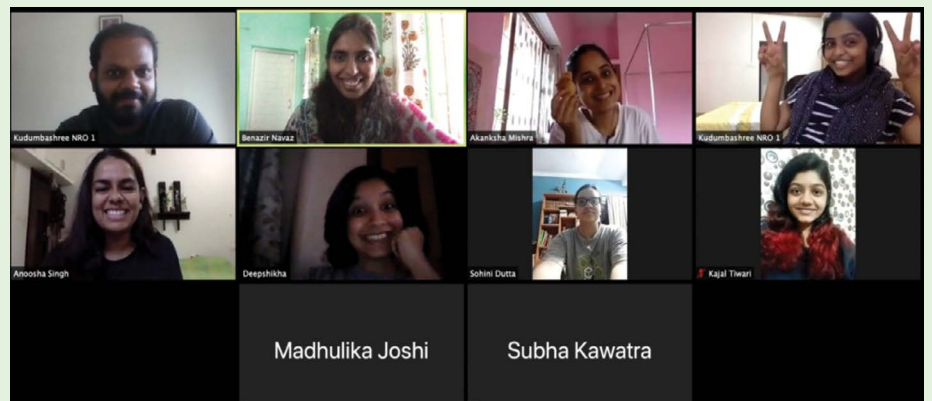 Kudumbashree NRO 1
Benazir Navaz
Akanksha Mishra
Kudumbashree NRO 1
Anoosha Singh
Deepshikha
Sohini Dutta
Kajal Tiwari
Madhulika Joshi
Subha Kawatra